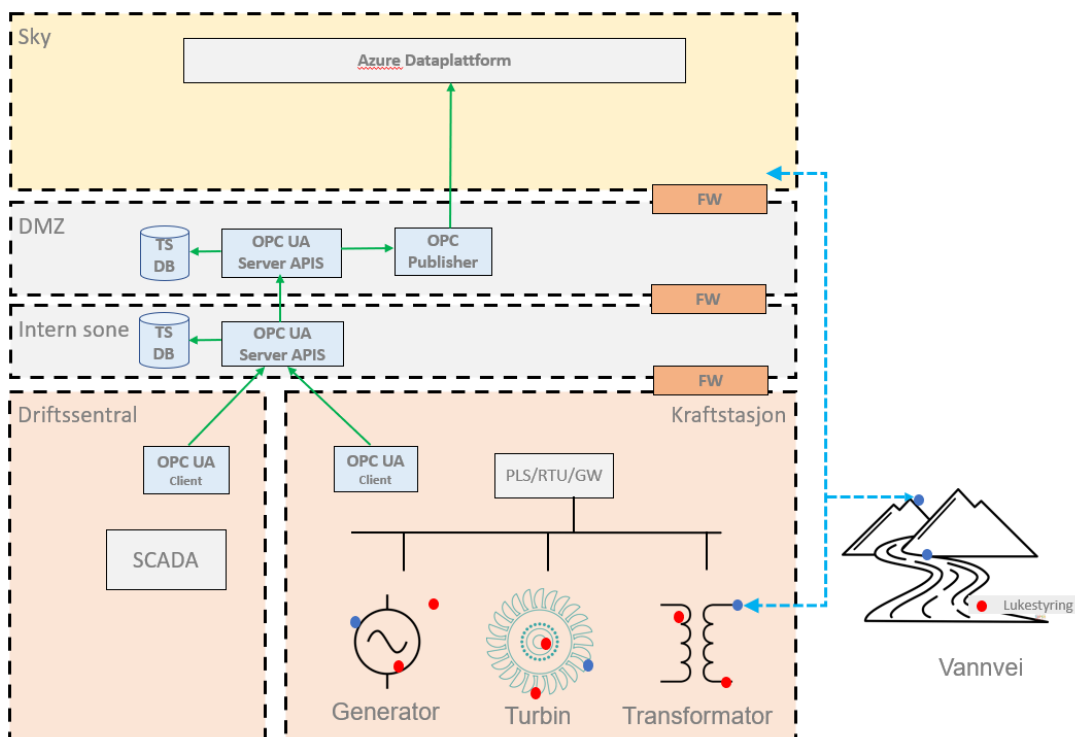 Sky
Azure Dataplattform
FW
DMZ
TS
DB
OPC UA
Server APIS
OPC
Publisher
FW
Intern sone
TS
DB
OPC UA
Server APIS
FW
Driftssentral
Kraftstasjon
OPC UA
Client
OPC UA
Client
PLS/RTU/GW
SCADA
Lukestyring
Vannvei
Generator
Turbin
Transformator